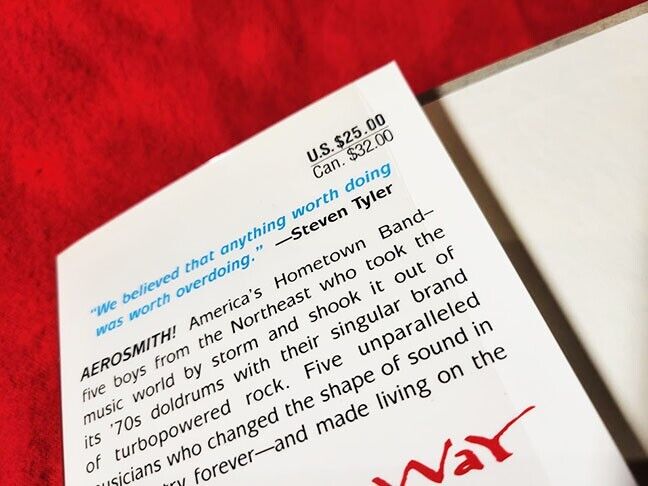 U.S. $25.00
Can. $32.00
"We believed that anything worth doing
was worth overdoing." —Steven Tyler
AEROSMITH! America's Hometown Band—
five boys from the Northeast who took the
music world by storm and shook it out of
its '70s doldrums with their singular brand
of turbopowered rock. Five unparalleled
usicians who changed the shape of sound in
try forever—and made living on the
War